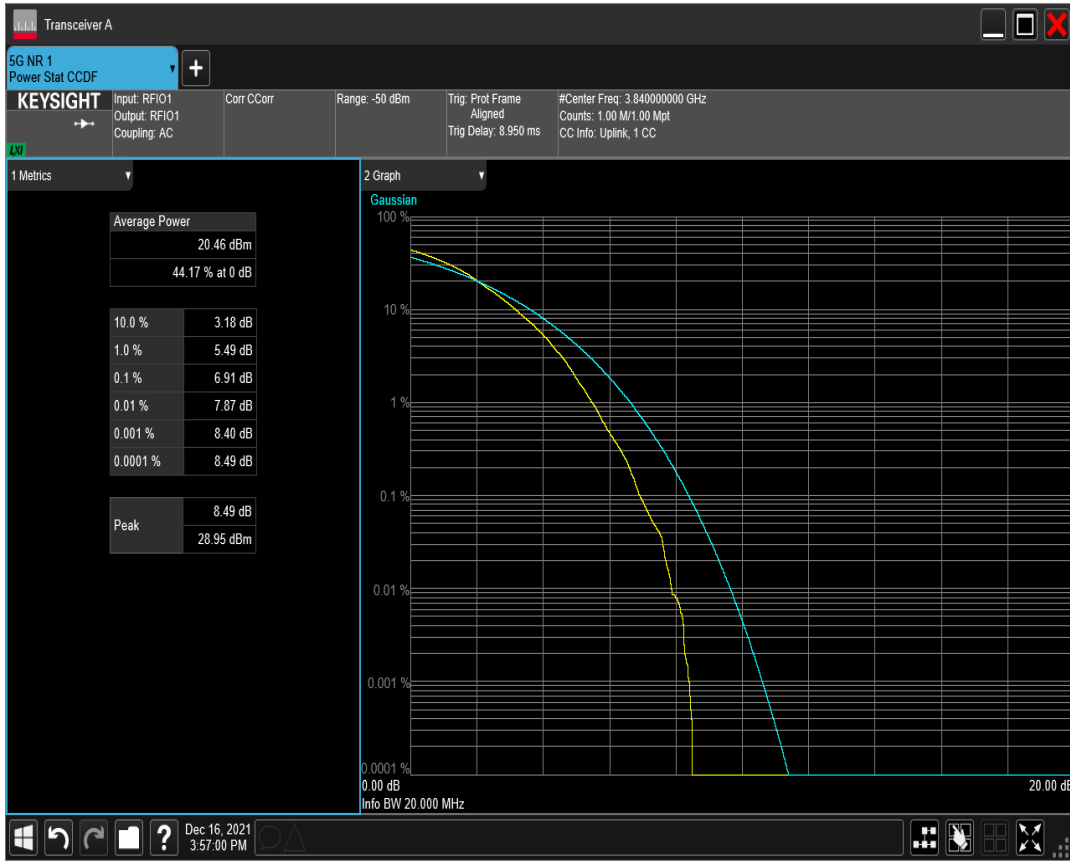 Transceiver A
5G NR 1
Power Stat CCDF
KEYSIGHT
LXI
Input: RFIO1
Output: RFIO1
Coupling: AC
Corr CCorr
Range: -50 dBm
Trig: Prot Frame
Aligned
Trig Delay: 8.950 ms
#Center Freq: 3.840000000 GHz
Counts: 1.00 M/1.00 Mpt
CC Info: Uplink, 1 CC
1 Metrics
Average Power
20.46 dBm
44.17 % at 0 dB
10.0 % 3.18 dB
1.0 % 5.49 dB
0.1 % 6.91 dB
0.01 % 7.87 dB
0.001 % 8.40 dB
0.0001 % 8.49 dB
Peak
8.49 dB
28.95 dBm
2 Graph
Gaussian
100 %
10 %
1 %
0.1 %
0.01 %
0.001 %
0.0001 %
0.00 dB 20.00 dB
Info BW 20.000 MHz
? Dec 16, 2021
3:57:00 PM